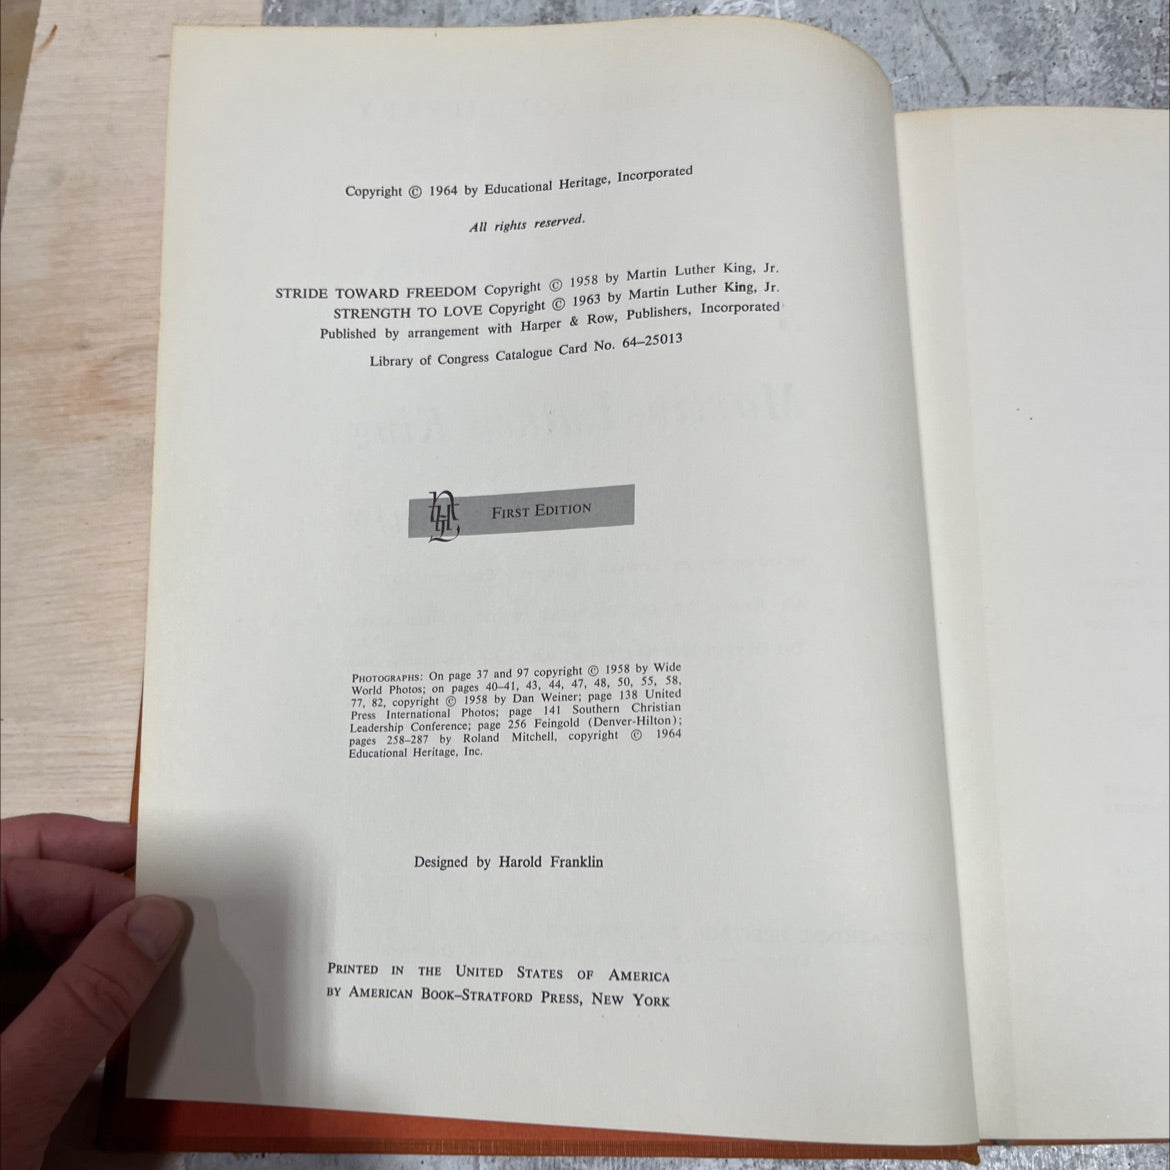 Copyright © 1964 by Educational Heritage, Incorporated
All rights reserved.
STRIDE TOWARD FREEDOM Copyright © 1958 by Martin Luther King, Jr.
STRENGTH TO LOVE Copyright © 1963 by Martin Luther King, Jr.
Published by arrangement with Harper & Row, Publishers, Incorporated
Library of Congress Catalogue Card No. 64–25013
FIRST EDITION
PHOTOGRAPHS: On page 37 and 97 copyright © 1958 by Wide
World Photos; on pages 40–41, 43, 44, 47, 48, 50, 55, 58,
77, 82, copyright © 1958 by Dan Weiner; page 138 United
Press International Photos; page 141 Southern Christian
Leadership Conference; page 256 Feingold (Denver-Hilton);
pages 258–287 by Roland Mitchell, copyright © 1964
Educational Heritage, Inc.
Designed by Harold Franklin
PRINTED IN THE UNITED STATES OF AMERICA
BY AMERICAN BOOK–STRATFORD PRESS, NEW YORK